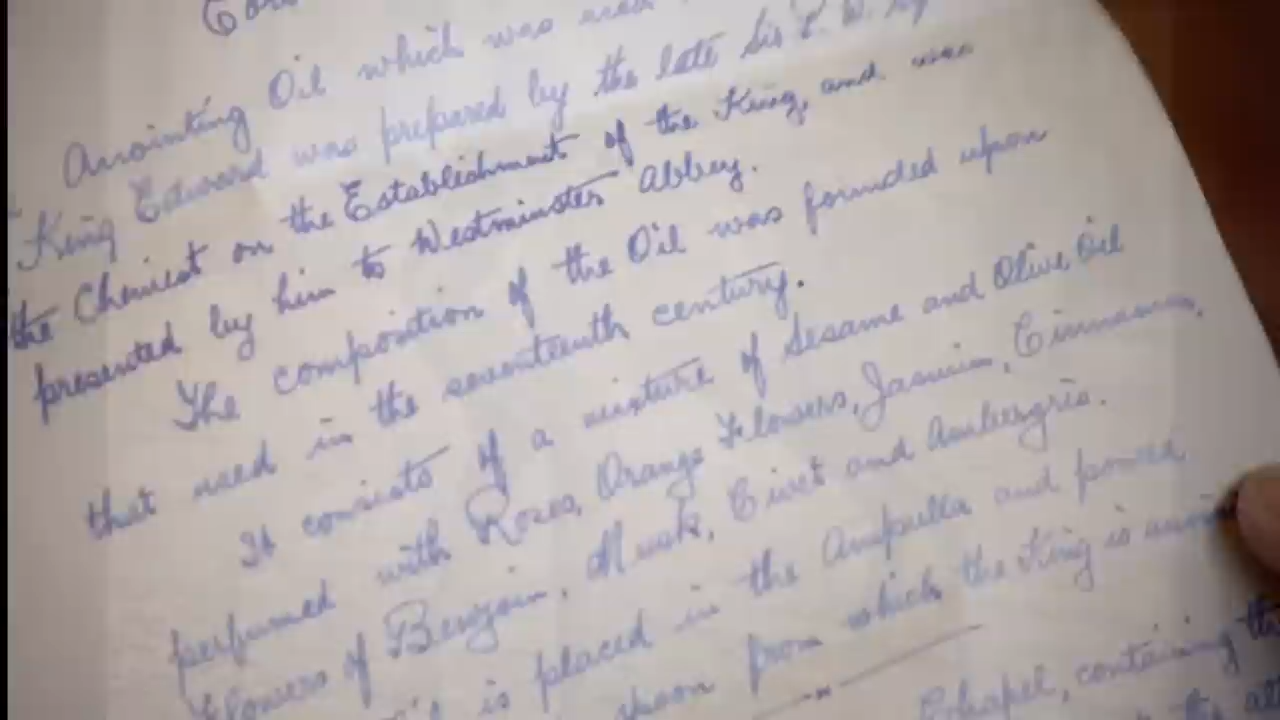 Anointing Oil which was used
King Edward was prepared by the late Sir P. W.
the Chemist on the Establishment of the King, and was
presented by him to Westminster Abbey.
The composition of the Oil was founded upon
that used in the seventeenth century.
It consists of a mixture of Sesame and Olive Oil
perfumed with Roses, Orange Flowers, Jasmin, Cinnamon,
Flowers of Benzoin, Musk, Civet and Ambergris.
is placed in the Ampulla and poured
spoon from which the King is
Chapel, containing